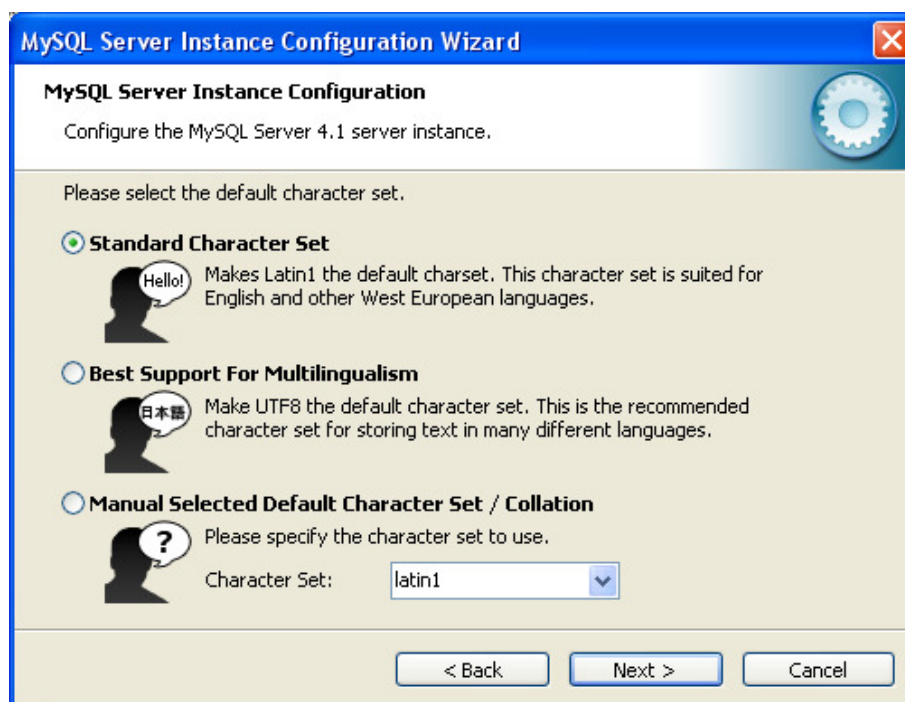 MySQL Server Instance Configuration Wizard
MySQL Server Instance Configuration
Configure the MySQL Server 4.1 server instance.
Please select the default character set.
Standard Character Set
Hello!
Makes Latin1 the default charset. This character set is suited for
English and other West European languages.
Best Support For Multilingualism
日本語
Make UTF8 the default character set. This is the recommended
character set for storing text in many different languages.
Manual Selected Default Character Set / Collation
?
Please specify the character set to use.
Character Set: latin1
< Back Next > Cancel